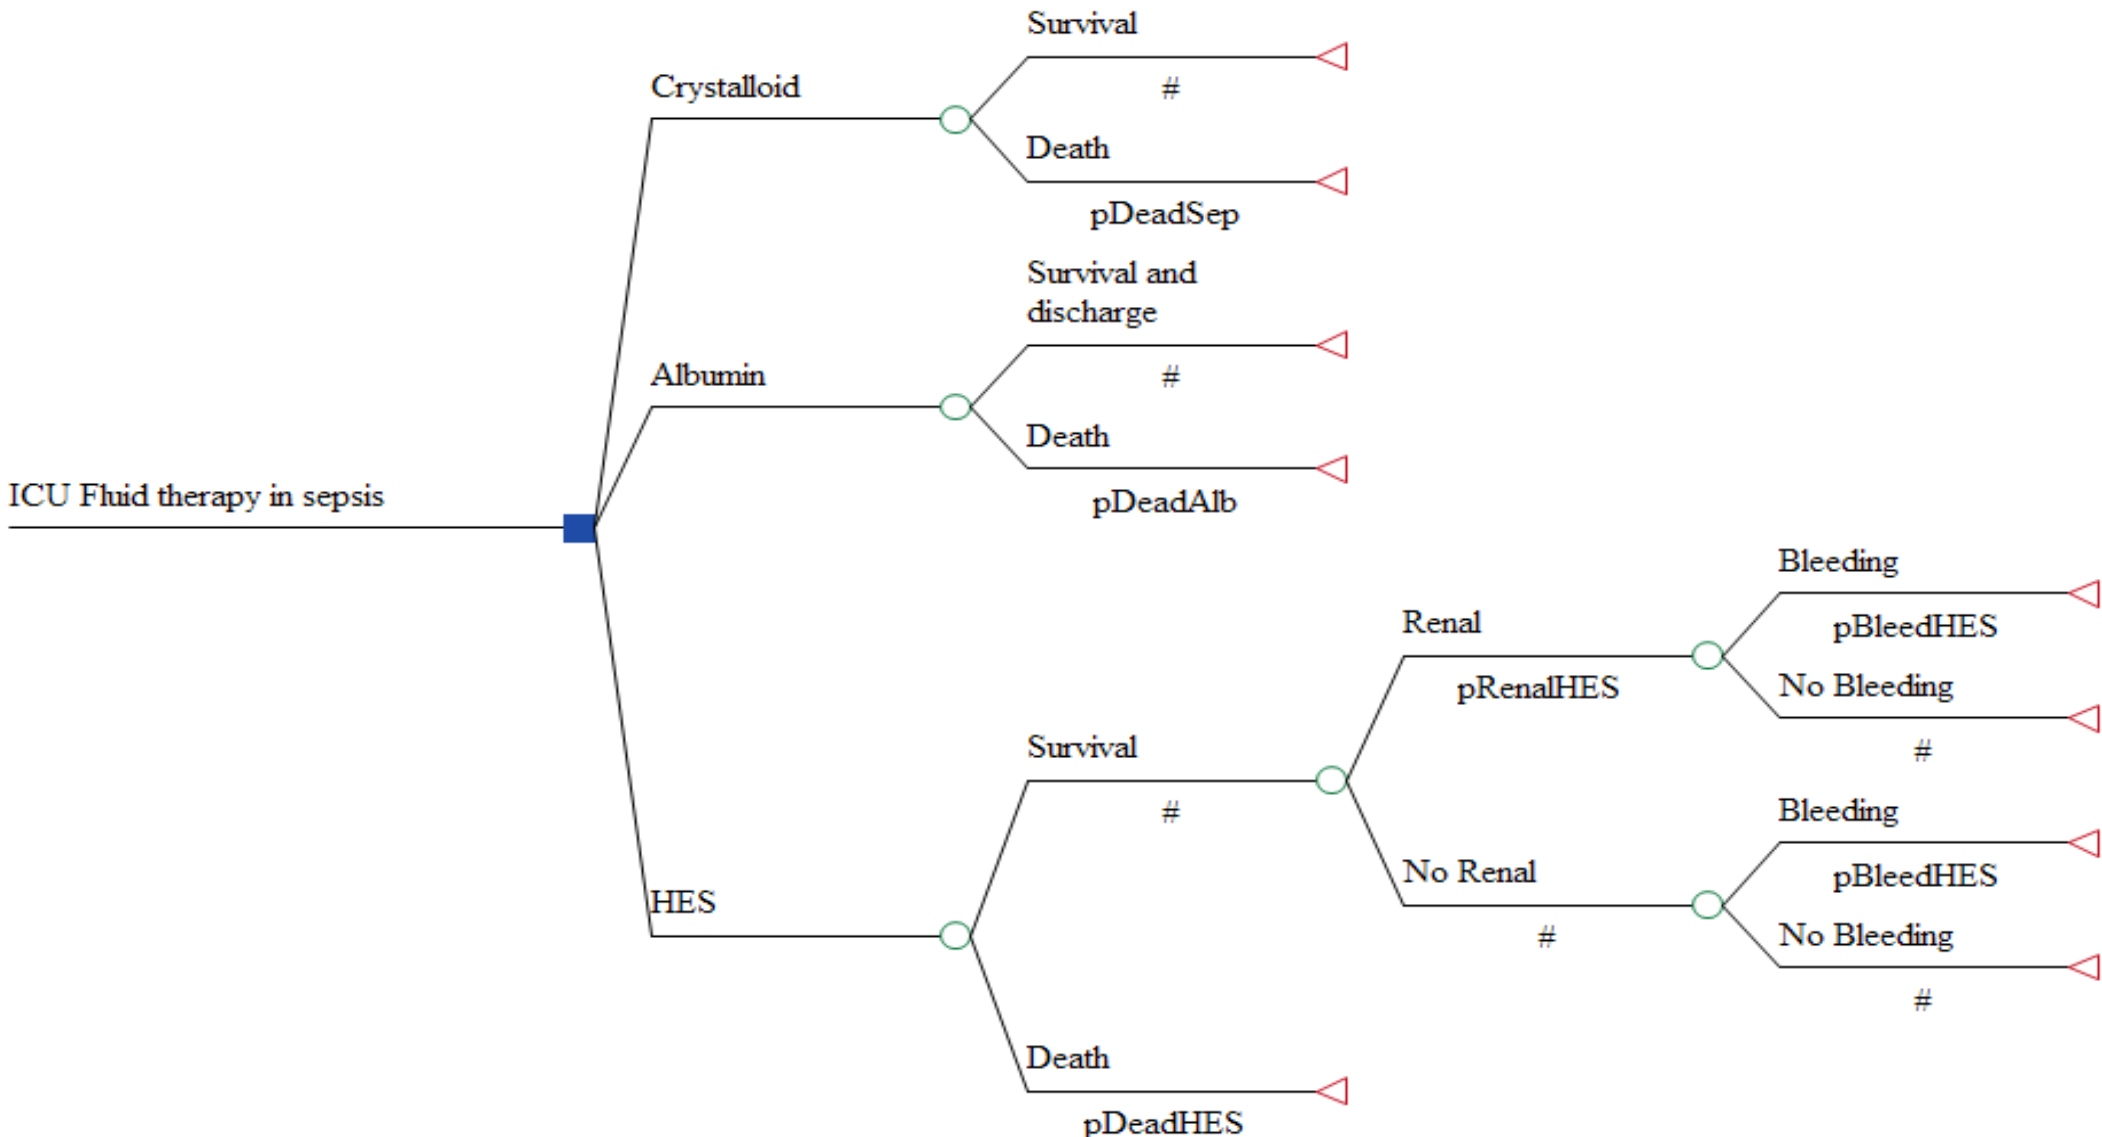 Survival
#
Crystalloid
Death
pDeadSep
Survival and
discharge
#
Albumin
Death
pDeadAlb
ICU Fluid therapy in sepsis
Bleeding
pBleedHES
Renal
pRenalHES
No Bleeding
#
Survival
#
Bleeding
pBleedHES
No Renal
#
No Bleeding
#
HES
Death
pDeadHES